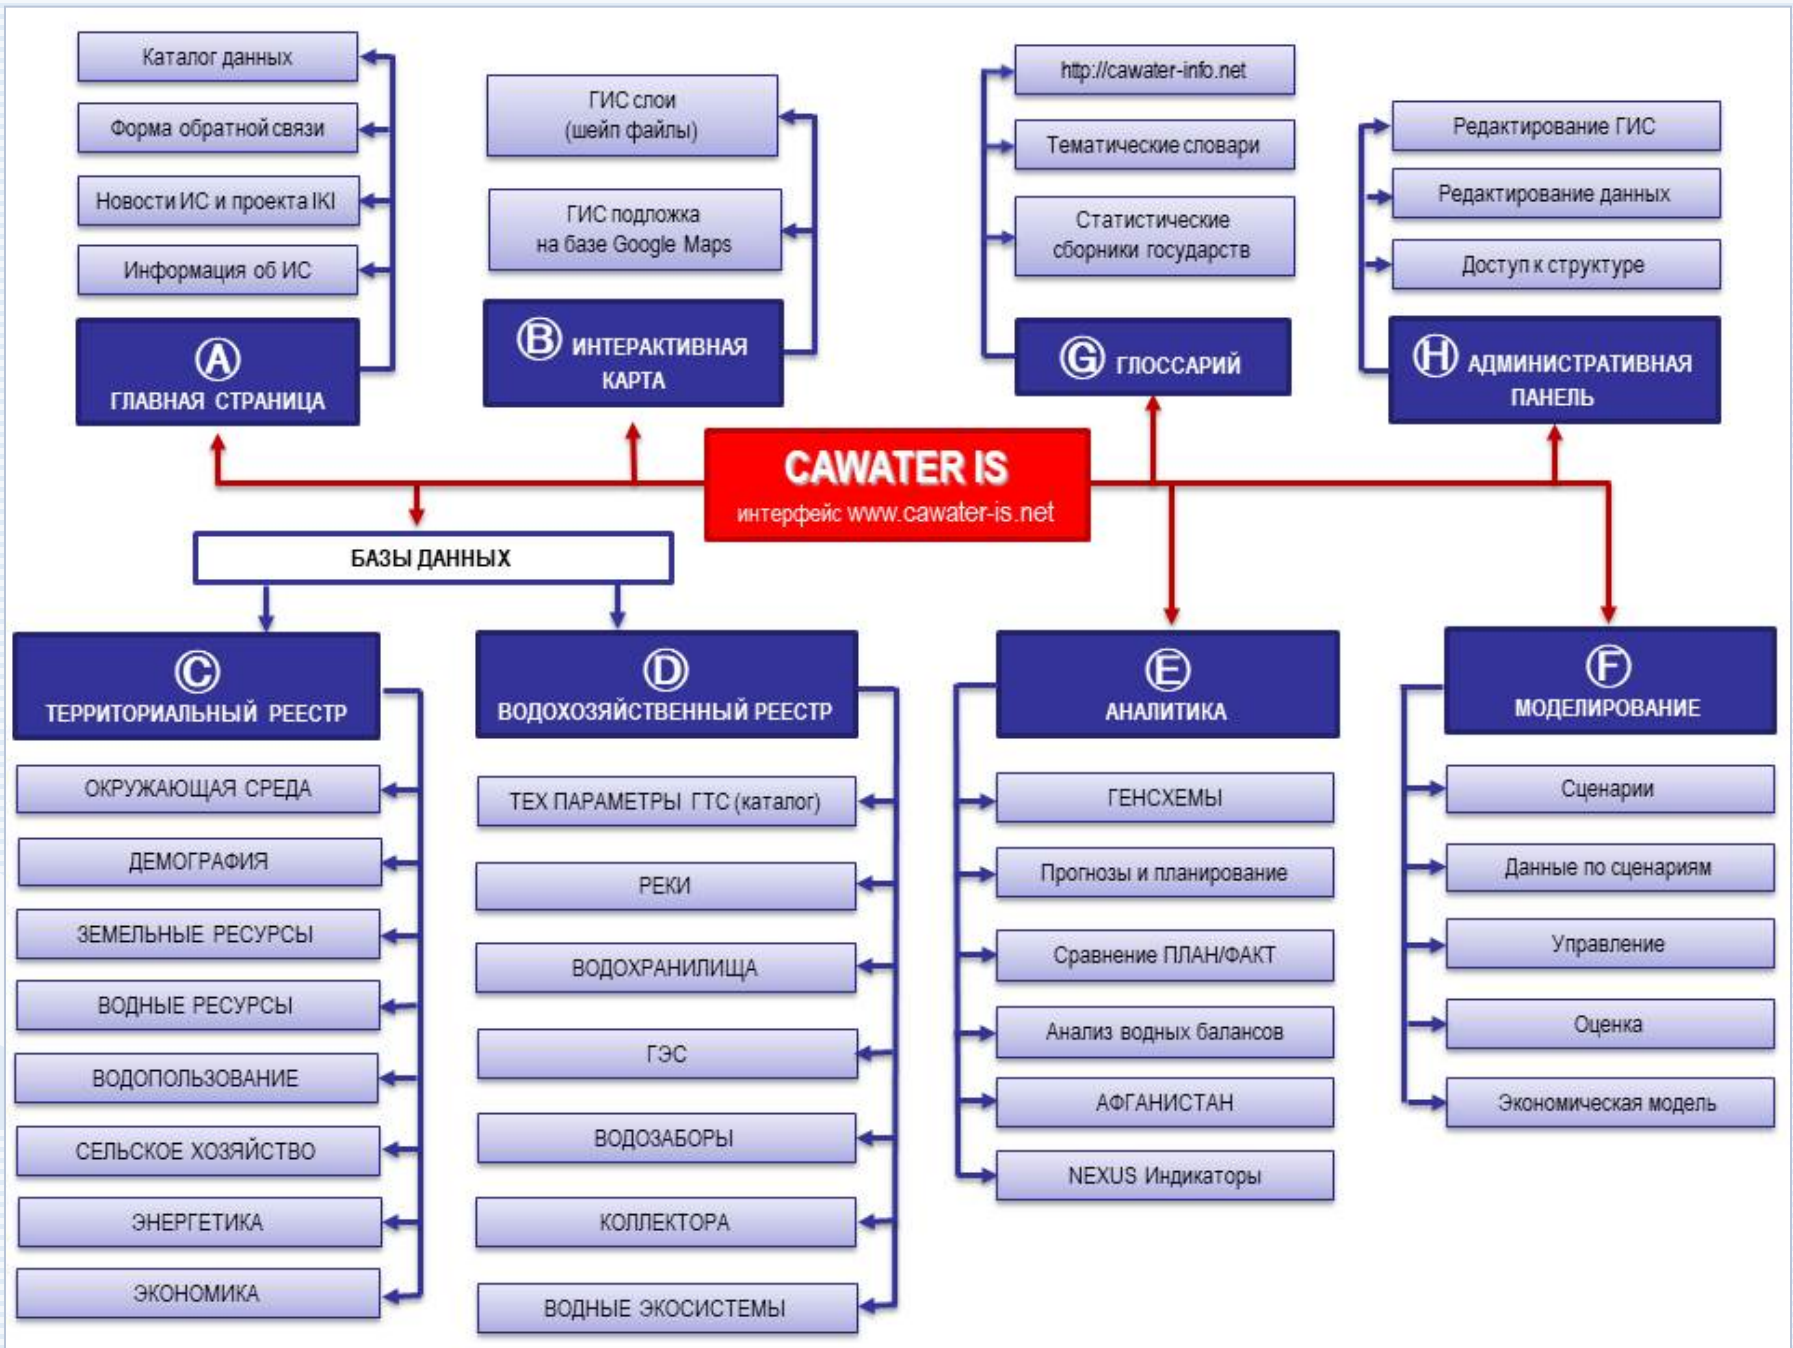 Каталог данных
Форма обратной связи
Новости ИС и проекта IKI
Информация об ИС
Ⓐ
ГЛАВНАЯ СТРАНИЦА
ГИС слои
(шейп файлы)
ГИС подложка
на базе Google Maps
Ⓑ ИНТЕРАКТИВНАЯ
КАРТА
http://cawater-info.net
Тематические словари
Статистические
сборники государств
Ⓖ ГЛОССАРИЙ
Редактирование ГИС
Редактирование данных
Доступ к структуре
Ⓗ АДМИНИСТРАТИВНАЯ
ПАНЕЛЬ
CAWATER IS
интерфейс www.cawater-is.net
БАЗЫ ДАННЫХ
Ⓒ
ТЕРРИТОРИАЛЬНЫЙ РЕЕСТР
ОКРУЖАЮЩАЯ СРЕДА
ДЕМОГРАФИЯ
ЗЕМЕЛЬНЫЕ РЕСУРСЫ
ВОДНЫЕ РЕСУРСЫ
ВОДОПОЛЬЗОВАНИЕ
СЕЛЬСКОЕ ХОЗЯЙСТВО
ЭНЕРГЕТИКА
ЭКОНОМИКА
Ⓓ
ВОДОХОЗЯЙСТВЕННЫЙ РЕЕСТР
ТЕХ ПАРАМЕТРЫ ГТС (каталог)
РЕКИ
ВОДОХРАНИЛИЩА
ГЭС
ВОДОЗАБОРЫ
КОЛЛЕКТОРА
ВОДНЫЕ ЭКОСИСТЕМЫ
Ⓔ
АНАЛИТИКА
ГЕНСХЕМЫ
Прогнозы и планирование
Сравнение ПЛАН/ФАКТ
Анализ водных балансов
АФГАНИСТАН
NEXUS Индикаторы
Ⓕ
МОДЕЛИРОВАНИЕ
Сценарии
Данные по сценариям
Управление
Оценка
Экономическая модель